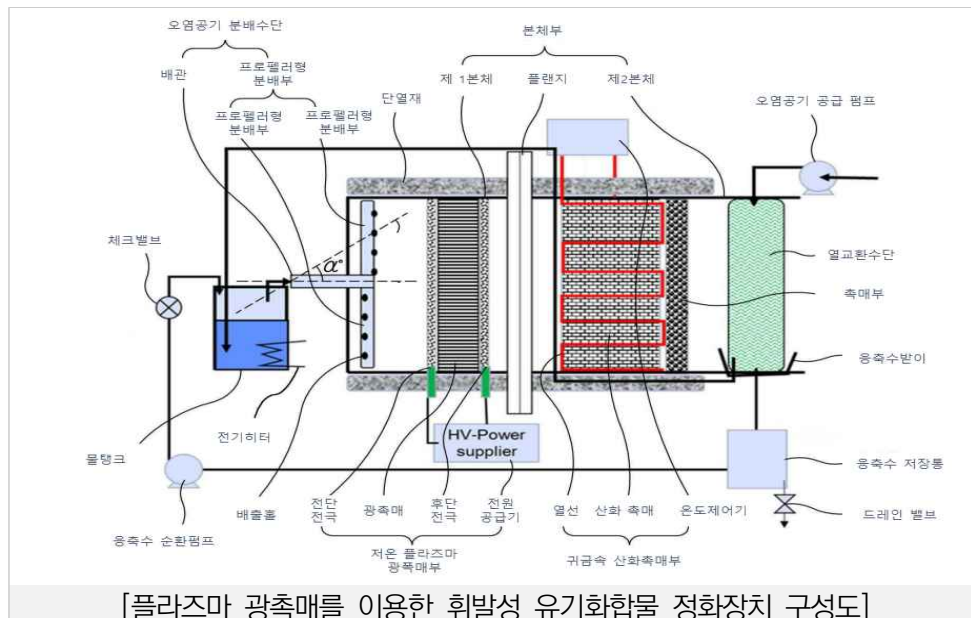 오염공기 분배수단
본체부
배관
프로펠러형
분배부
제 1본체
플랜지
제2본체
프로펠러형
분배부
프로펠러형
분배부
단열재
오염공기 공급 펌프
체크밸브
α°
열교환수단
촉매부
응축수받이
전기히터
HV-Power
supplier
물탱크
응축수 저장통
배출홀
전단
전극
광촉매
후단
전극
전원
공급기
열선
산화 촉매
온도제어기
드레인 밸브
응축수 순환펌프
저온 플라즈마
광폭매부
귀금속 산화촉매부
[플라즈마 광촉매를 이용한 휘발성 유기화합물 정화장치 구성도]